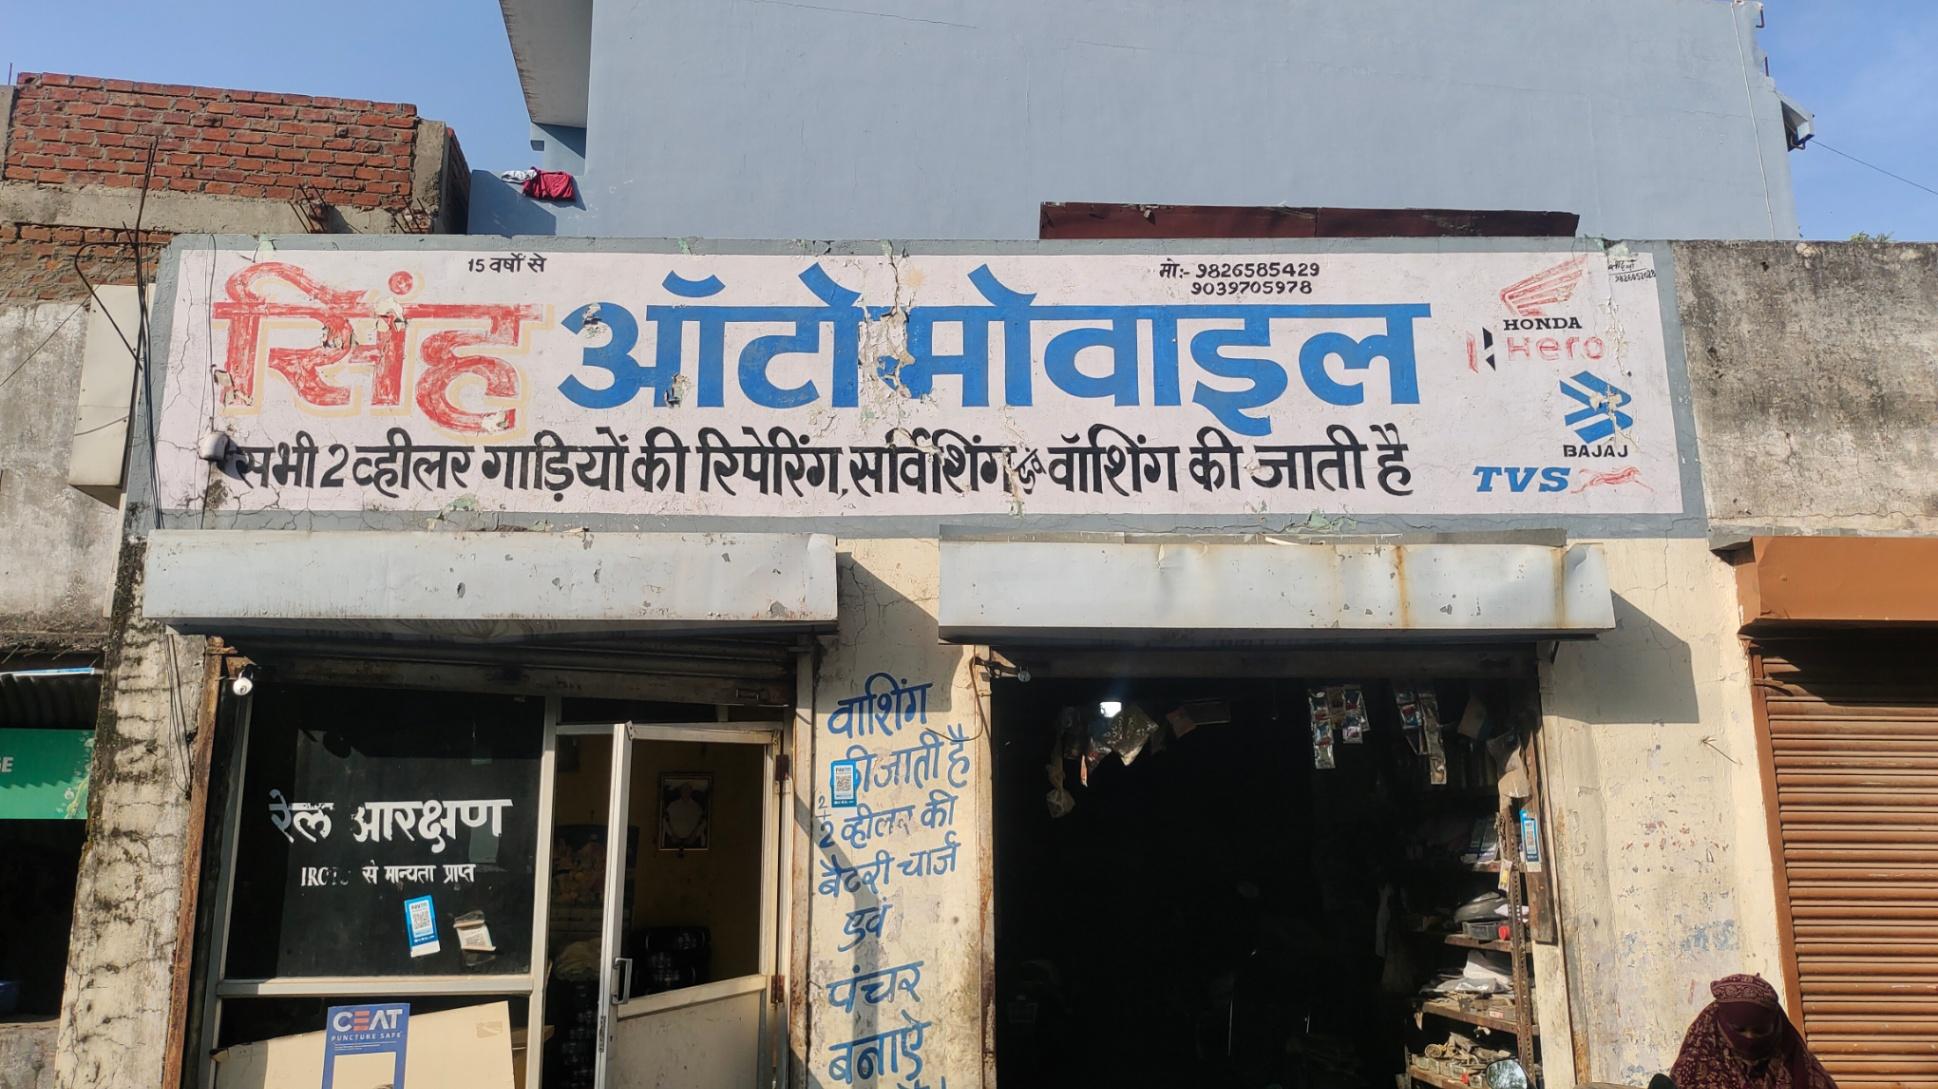 15 वर्षो से
मो:- 9826585429
9039705978
सिंह ऑटोमोवाइल
HONDA
Hero
BAJAJ
TVS
सभी 2 व्हीलर गाड़ियों की रिपेरिंग, सर्विशिंग एवं वॉशिंग की जाती है
रेल आरक्षण
से मान्यता प्राप्त
CEAT
PUNCTURE SAFE
वाशिंग
की जाती है
2 व्हीलर की
बैटरी चार्ज
एवं
पंचर
बनाऐ
GE